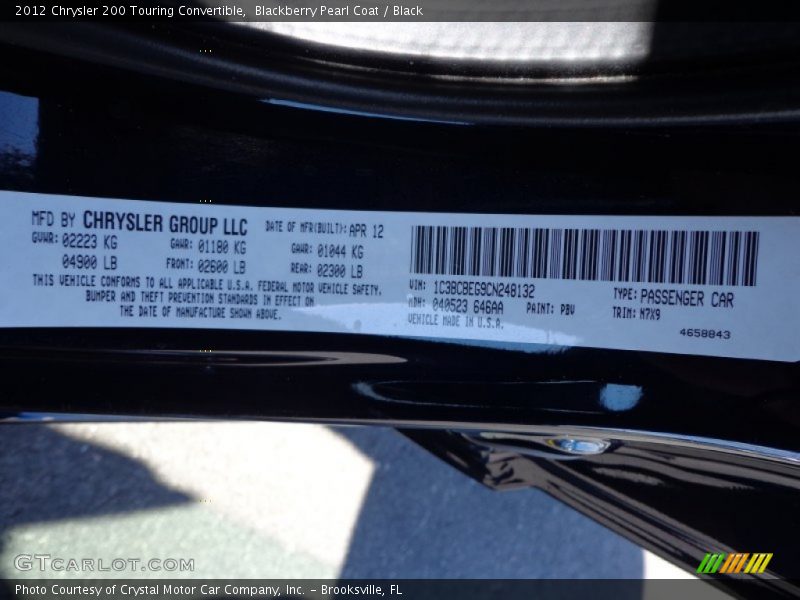 2012 Chrysler 200 Touring Convertible, Blackberry Pearl Coat / Black
MFD BY CHRYSLER GROUP LLC DATE OF MFR(BUILT): APR 12
GVWR: 02223 KG GAWR: 01180 KG GAWR: 01044 KG
04900 LB FRONT: 02600 LB REAR: 02300 LB
THIS VEHICLE CONFORMS TO ALL APPLICABLE U.S.A. FEDERAL MOTOR VEHICLE SAFETY,
BUMPER AND THEFT PREVENTION STANDARDS IN EFFECT ON
THE DATE OF MANUFACTURE SHOWN ABOVE.
VIN: 1C3BCBEG9CN248132 TYPE: PASSENGER CAR
MDH: 040523 646AA PAINT: PBV TRIM: M7X9
VEHICLE MADE IN U.S.A. 4658843
GTCARLOT.COM
Photo Courtesy of Crystal Motor Car Company, Inc. - Brooksville, FL